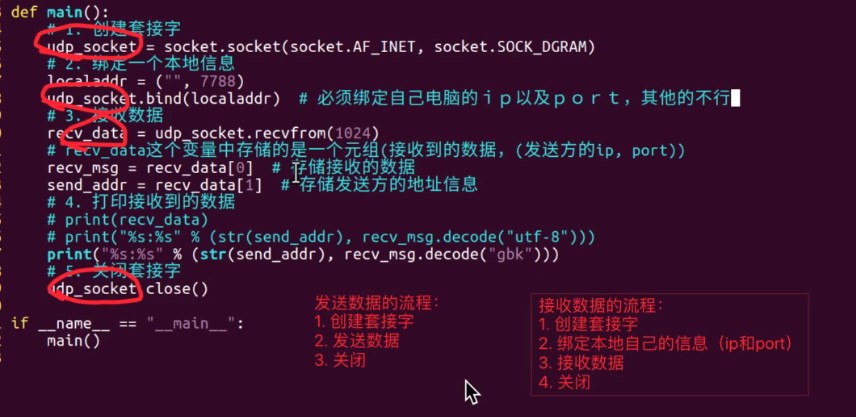 def main():
# 1. 创建套接字
udp_socket = socket.socket(socket.AF_INET, socket.SOCK_DGRAM)
# 2. 绑定一个本地信息
localaddr = ("", 7788)
udp_socket.bind(localaddr) # 必须绑定自己电脑的ｉｐ以及ｐｏｒｔ，其他的不行
# 3. 接收数据
recv_data = udp_socket.recvfrom(1024)
# recv_data这个变量中存储的是一个元组(接收到的数据，(发送方的ip, port))
recv_msg = recv_data[0] # 存储接收的数据
send_addr = recv_data[1] # 存储发送方的地址信息
# 4. 打印接收到的数据
# print(recv_data)
# print("%s:%s" % (str(send_addr), recv_msg.decode("utf-8")))
print("%s:%s" % (str(send_addr), recv_msg.decode("gbk")))
# 5. 关闭套接字
udp_socket.close()
if __name__ == "__main__":
main()
发送数据的流程：
1. 创建套接字
2. 发送数据
3. 关闭
接收数据的流程：
1. 创建套接字
2. 绑定本地自己的信息（ip和port）
3. 接收数据
4. 关闭